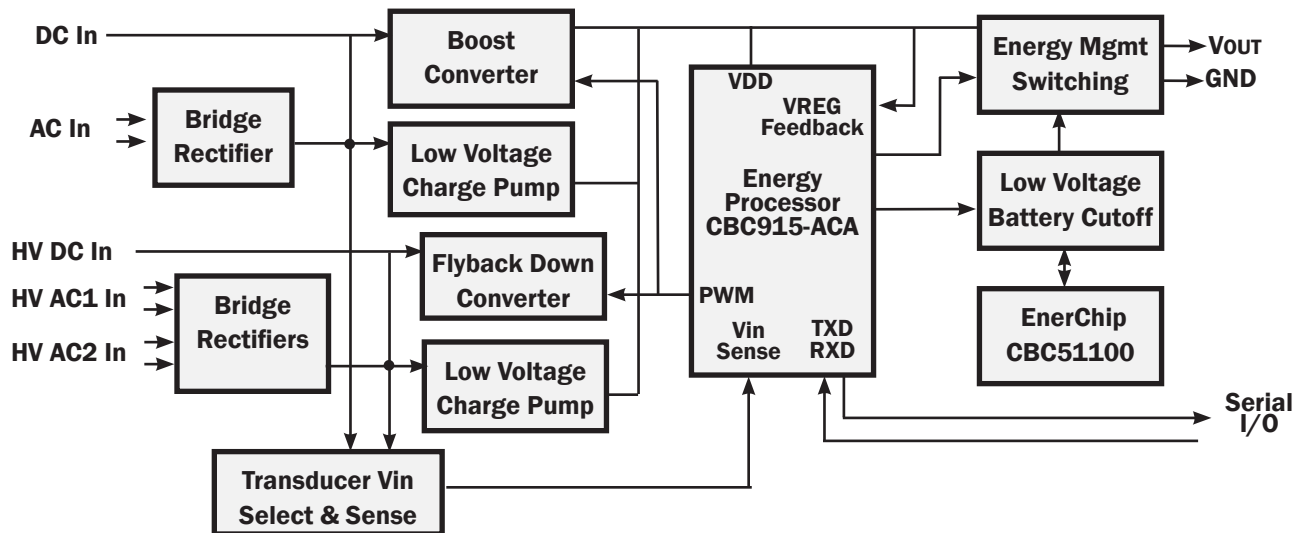 DC In
Boost
Converter
Energy Mgmt
Switching
VOUT
GND
VDD
VREG
Feedback
AC In
Bridge
Rectifier
Low Voltage
Charge Pump
Energy
Processor
CBC915-ACA
Low Voltage
Battery Cutoff
HV DC In
HV AC1 In
HV AC2 In
Bridge
Rectifiers
Flyback Down
Converter
PWM
Vin
Sense
TXD
RXD
EnerChip
CBC51100
Low Voltage
Charge Pump
Serial
I/O
Transducer Vin
Select & Sense